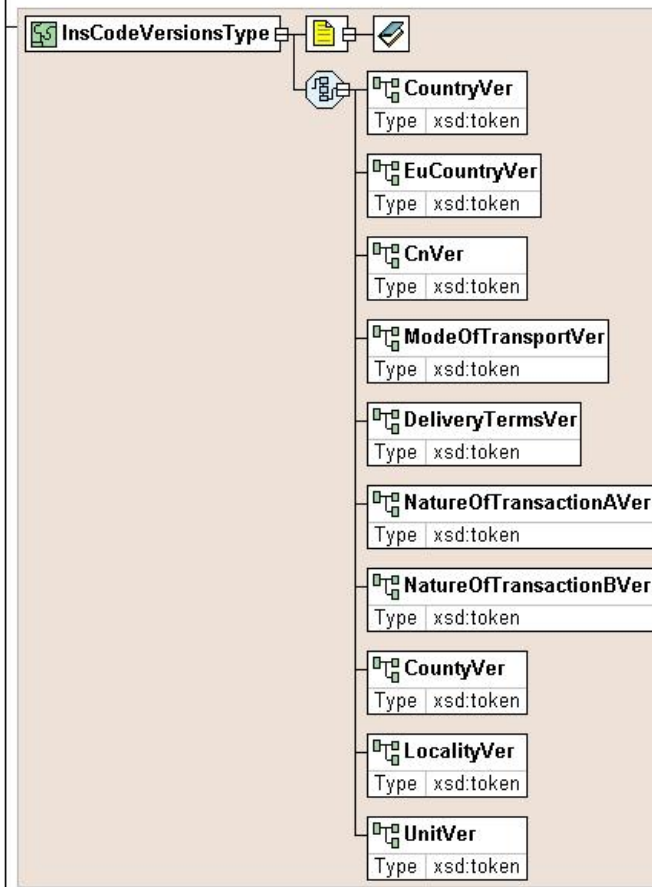 InsCodeVersionsType
CountryVer
Type xsd:token
EuCountryVer
Type xsd:token
CnVer
Type xsd:token
ModeOfTransportVer
Type xsd:token
DeliveryTermsVer
Type xsd:token
NatureOfTransactionAVer
Type xsd:token
NatureOfTransactionBVer
Type xsd:token
CountyVer
Type xsd:token
LocalityVer
Type xsd:token
UnitVer
Type xsd:token